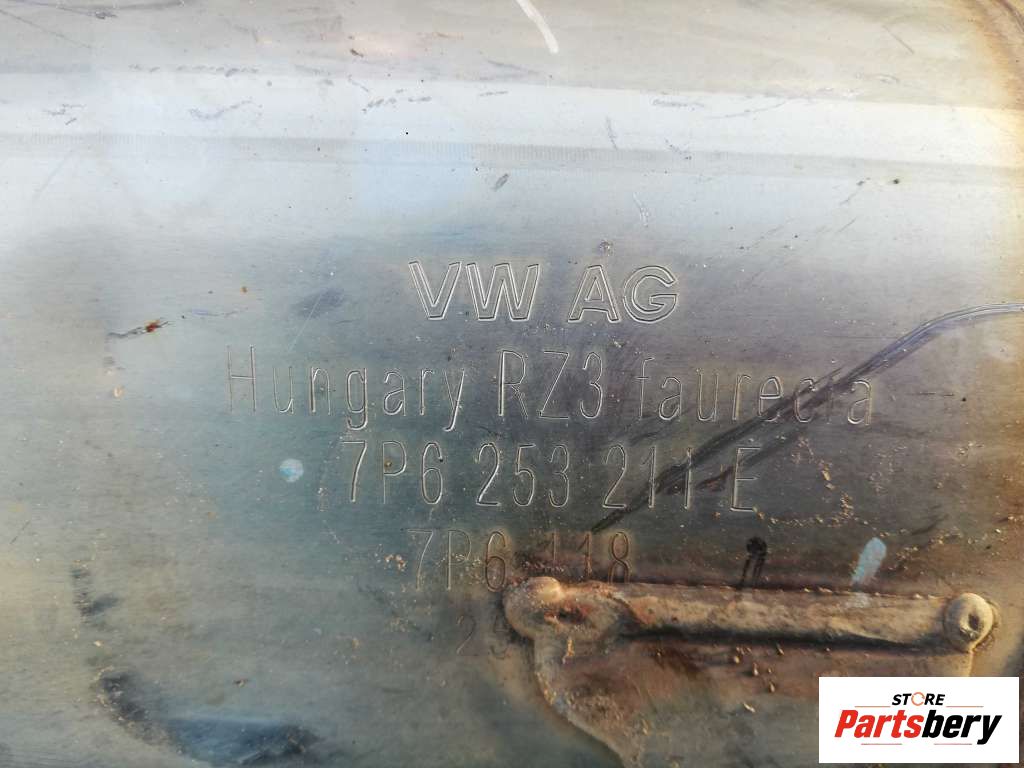 VW AG
Hungary RZ3 faurecia
7P6 253 211 E
7P6 118
STORE
Partsbery